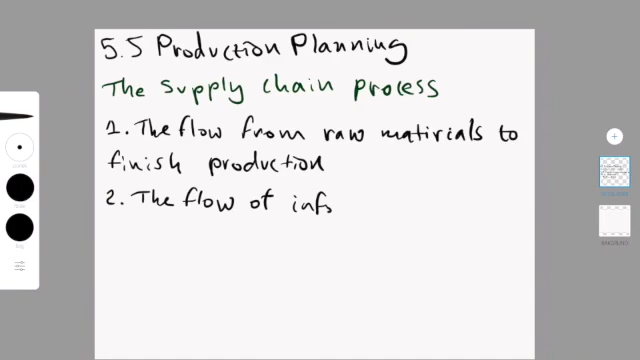 5.5 Production Planning
The supply chain process
1. The flow from raw matirials to
finish production
2. The flow of info